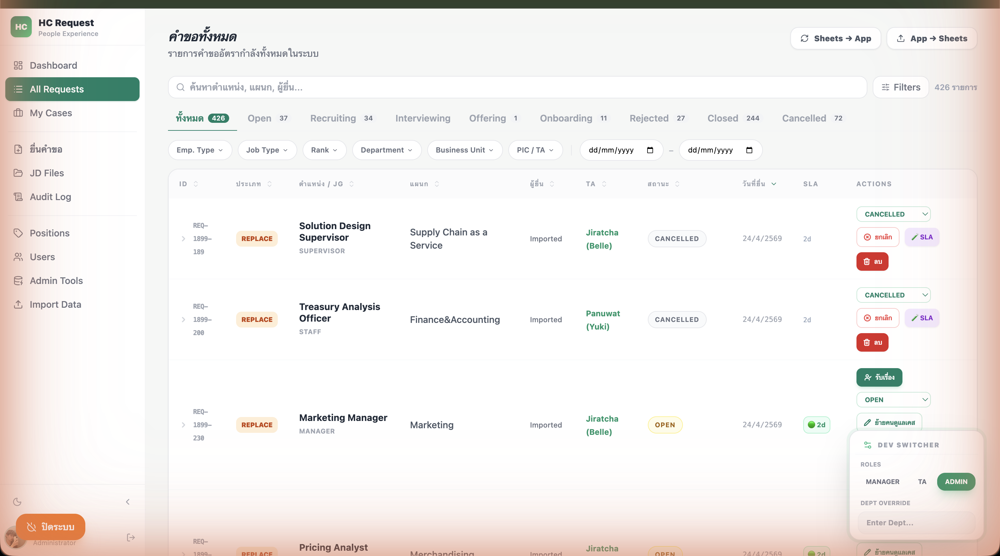 HC
HC Request
People Experience
Dashboard
All Requests
My Cases
ยื่นคำขอ
JD Files
Audit Log
Positions
Users
Admin Tools
Import Data
ปิดระบบ
Administrator
คำขอทั้งหมด
รายการคำขออัตรากำลังทั้งหมดในระบบ
Sheets → App
App → Sheets
ค้นหาตำแหน่ง, แผนก, ผู้ยื่น...
Filters
426 รายการ
ทั้งหมด 426
Open 37
Recruiting 34
Interviewing
Offering 1
Onboarding 11
Rejected 27
Closed 244
Cancelled 72
Emp. Type
Job Type
Rank
Department
Business Unit
PIC / TA
dd/mm/yyyy
–
dd/mm/yyyy
ID
ประเภท
ตำแหน่ง / JG
แผนก
ผู้ยื่น
TA
สถานะ
วันที่ยื่น
SLA
ACTIONS
REQ-
1899-
189
REPLACE
Solution Design
Supervisor
SUPERVISOR
Supply Chain as a
Service
Imported
Jiratcha
(Belle)
CANCELLED
24/4/2569
2d
CANCELLED
ยกเลิก
SLA
ลบ
REQ-
1899-
200
REPLACE
Treasury Analysis
Officer
STAFF
Finance&Accounting
Imported
Panuwat
(Yuki)
CANCELLED
24/4/2569
2d
CANCELLED
ยกเลิก
SLA
ลบ
REQ-
1899-
230
REPLACE
Marketing Manager
MANAGER
Marketing
Imported
Jiratcha
(Belle)
OPEN
24/4/2569
2d
รับเรื่อง
OPEN
ย้ายคนดูแลเคส
REQ-
1899-
REPLACE
Pricing Analyst
Merchandising
Imported
Jiratcha
OPEN
24/4/2569
2d
ย้ายคนดูแลเคส
DEV SWITCHER
ROLES
MANAGER
TA
ADMIN
DEPT OVERRIDE
Enter Dept...